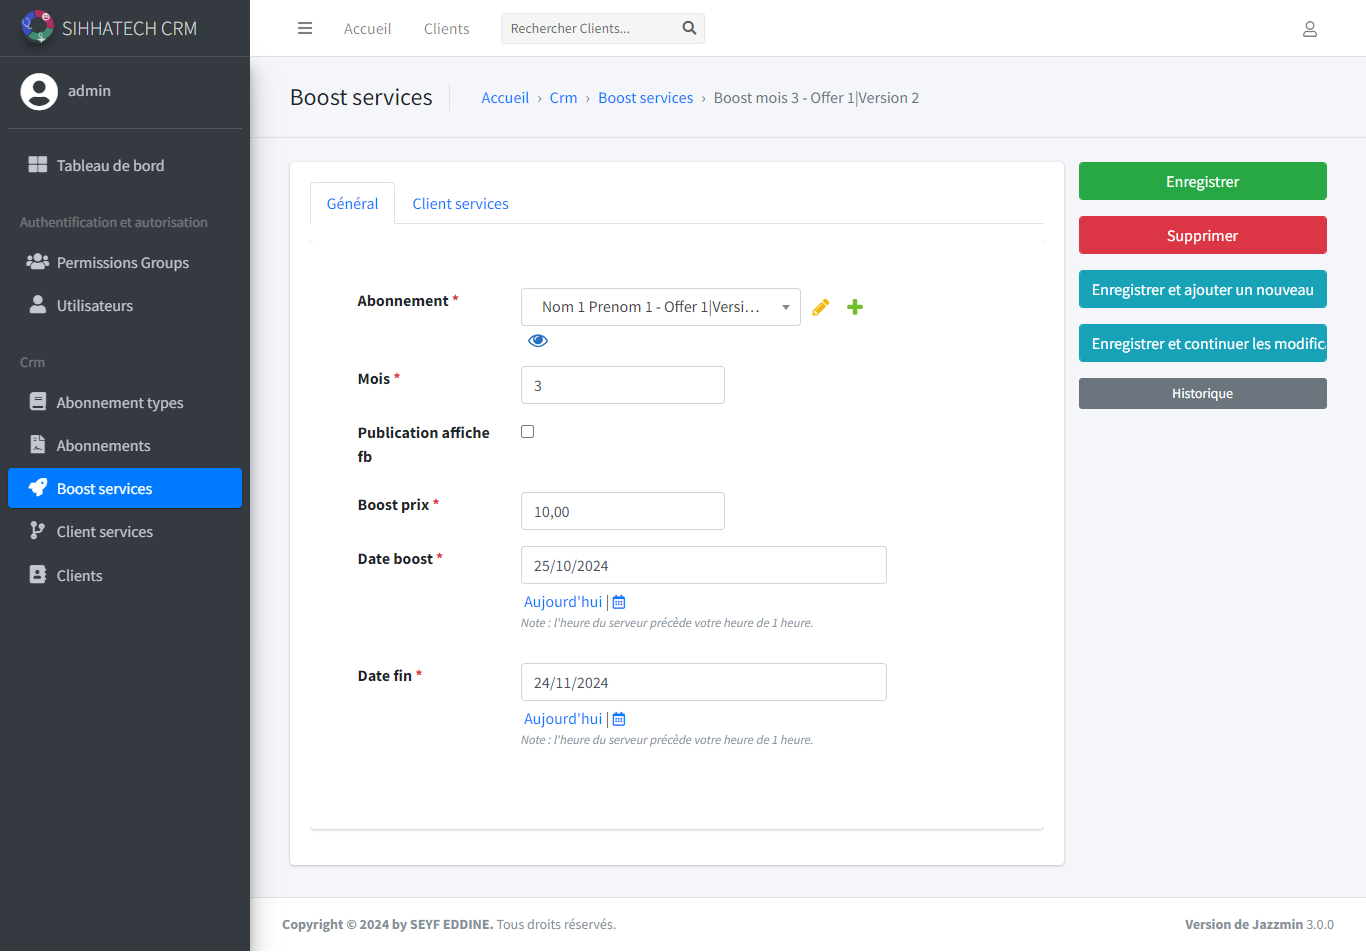 SIHHATECH CRM
Accueil
Clients
Rechercher Clients...
admin
Boost services
Accueil › Crm › Boost services › Boost mois 3 - Offer 1|Version 2
Tableau de bord
Authentification et autorisation
Permissions Groups
Utilisateurs
Crm
Abonnement types
Abonnements
Boost services
Client services
Clients
Général
Client services
Abonnement *
Nom 1 Prenom 1 - Offer 1|Versi...
Mois *
3
Publication affiche
fb
Boost prix *
10,00
Date boost *
25/10/2024
Aujourd'hui |
Note : l'heure du serveur précède votre heure de 1 heure.
Date fin *
24/11/2024
Aujourd'hui |
Note : l'heure du serveur précède votre heure de 1 heure.
Enregistrer
Supprimer
Enregistrer et ajouter un nouveau
Enregistrer et continuer les modific
Historique
Copyright © 2024 by SEYF EDDINE. Tous droits réservés.
Version de Jazzmin 3.0.0